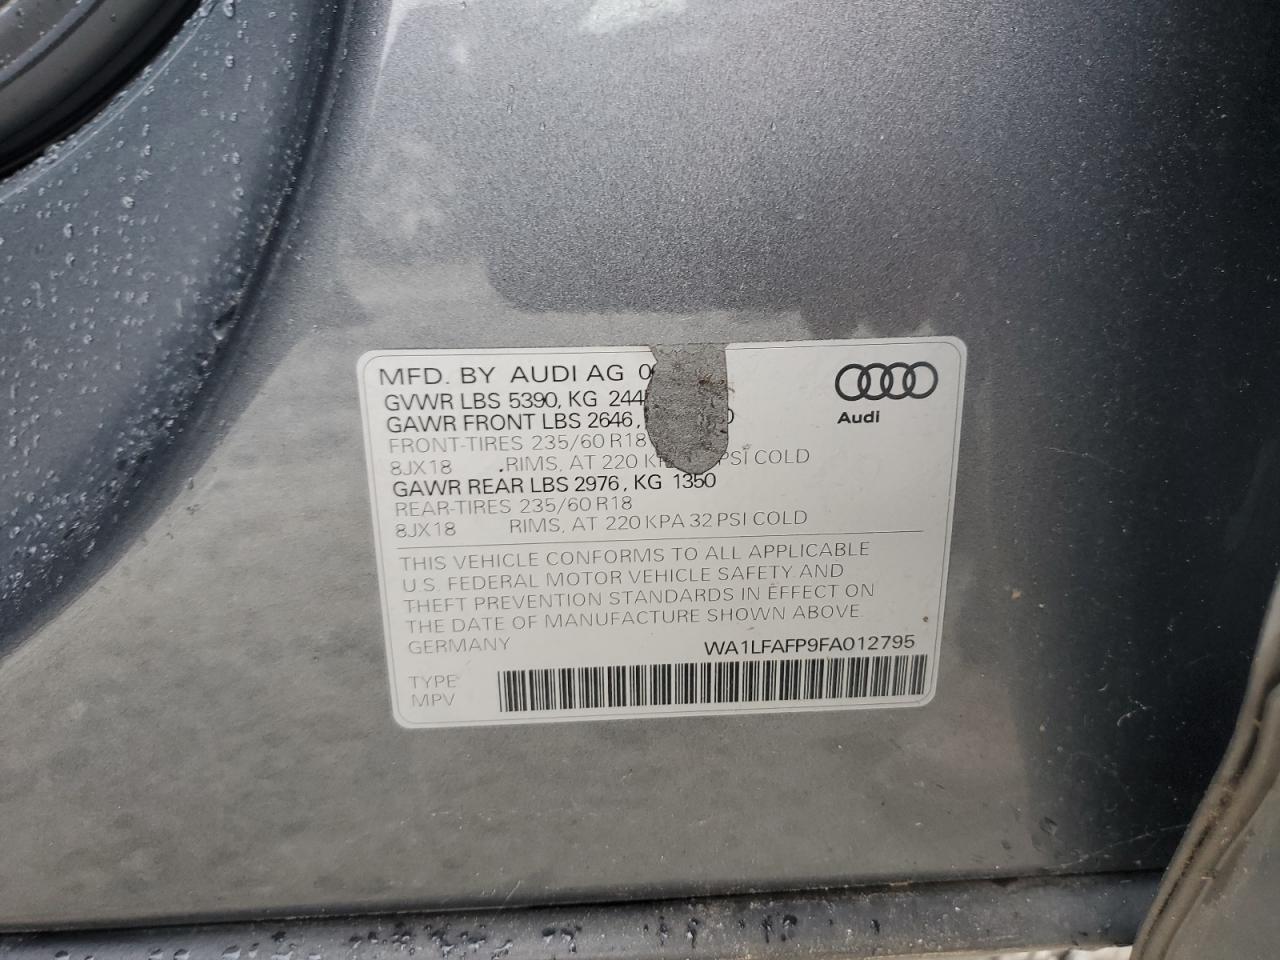 MFD. BY AUDI AG
GVWR LBS 5390, KG
Audi
GAWR FRONT LBS 2646,
FRONT-TIRES 235/60 R18
8JX18 .RIMS, AT 220 PSI COLD
GAWR REAR LBS 2976, KG 1350
REAR-TIRES 235/60 R18
8JX18 RIMS, AT 220 KPA 32 PSI COLD
THIS VEHICLE CONFORMS TO ALL APPLICABLE
U.S. FEDERAL MOTOR VEHICLE SAFETY AND
THEFT PREVENTION STANDARDS IN EFFECT ON
THE DATE OF MANUFACTURE SHOWN ABOVE.
GERMANY WA1LFAFP9FA012795
TYPE
MPV